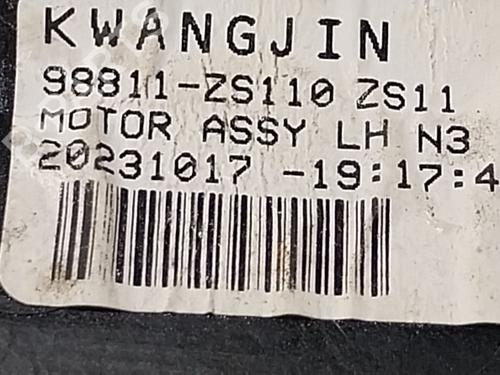 KWANGJIN
98811-ZS110 ZS11
MOTOR ASSY LH N3
20231017 -19:17:4